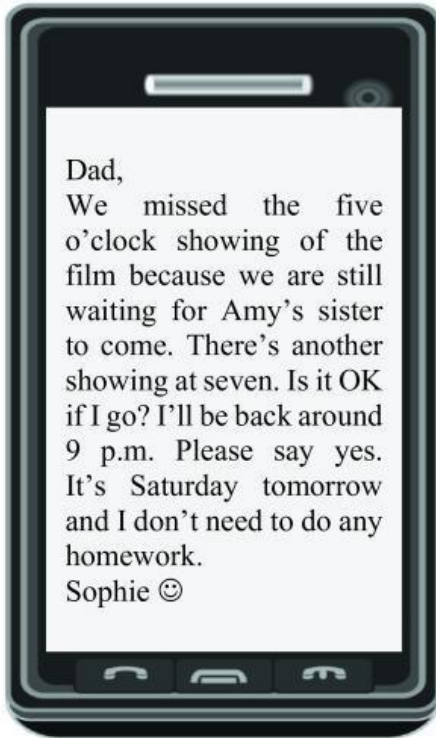 Dad,
We missed the five
o’clock showing of the
film because we are still
waiting for Amy’s sister
to come. There’s another
showing at seven. Is it OK
if I go? I’ll be back around
9 p.m. Please say yes.
It’s Saturday tomorrow
and I don’t need to do any
homework.
Sophie ☺